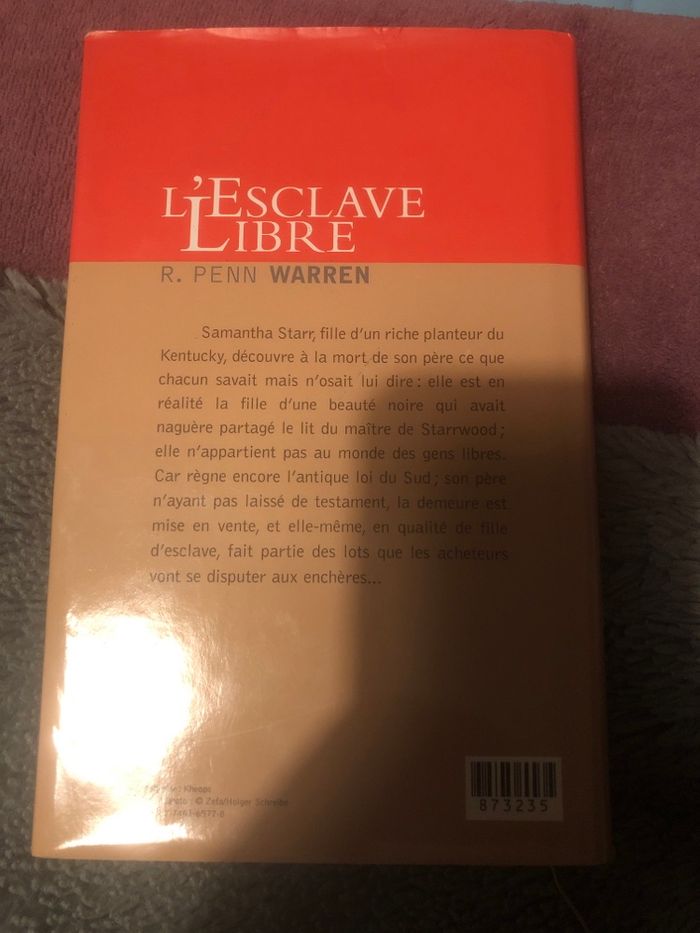 L'ESCLAVE
LIBRE
R. PENN WARREN
Samantha Starr, fille d'un riche planteur du
Kentucky, découvre à la mort de son père ce que
chacun savait mais n'osait lui dire : elle est en
réalité la fille d'une beauté noire qui avait
naguère partagé le lit du maître de Starrwood ;
elle n'appartient pas au monde des gens libres.
Car règne encore l'antique loi du Sud ; son père
n'ayant pas laissé de testament, la demeure est
mise en vente, et elle-même, en qualité de fille
d'esclave, fait partie des lots que les acheteurs
vont se disputer aux enchères...
: Kheops
: © Zefa/Holger Schreibe
873235